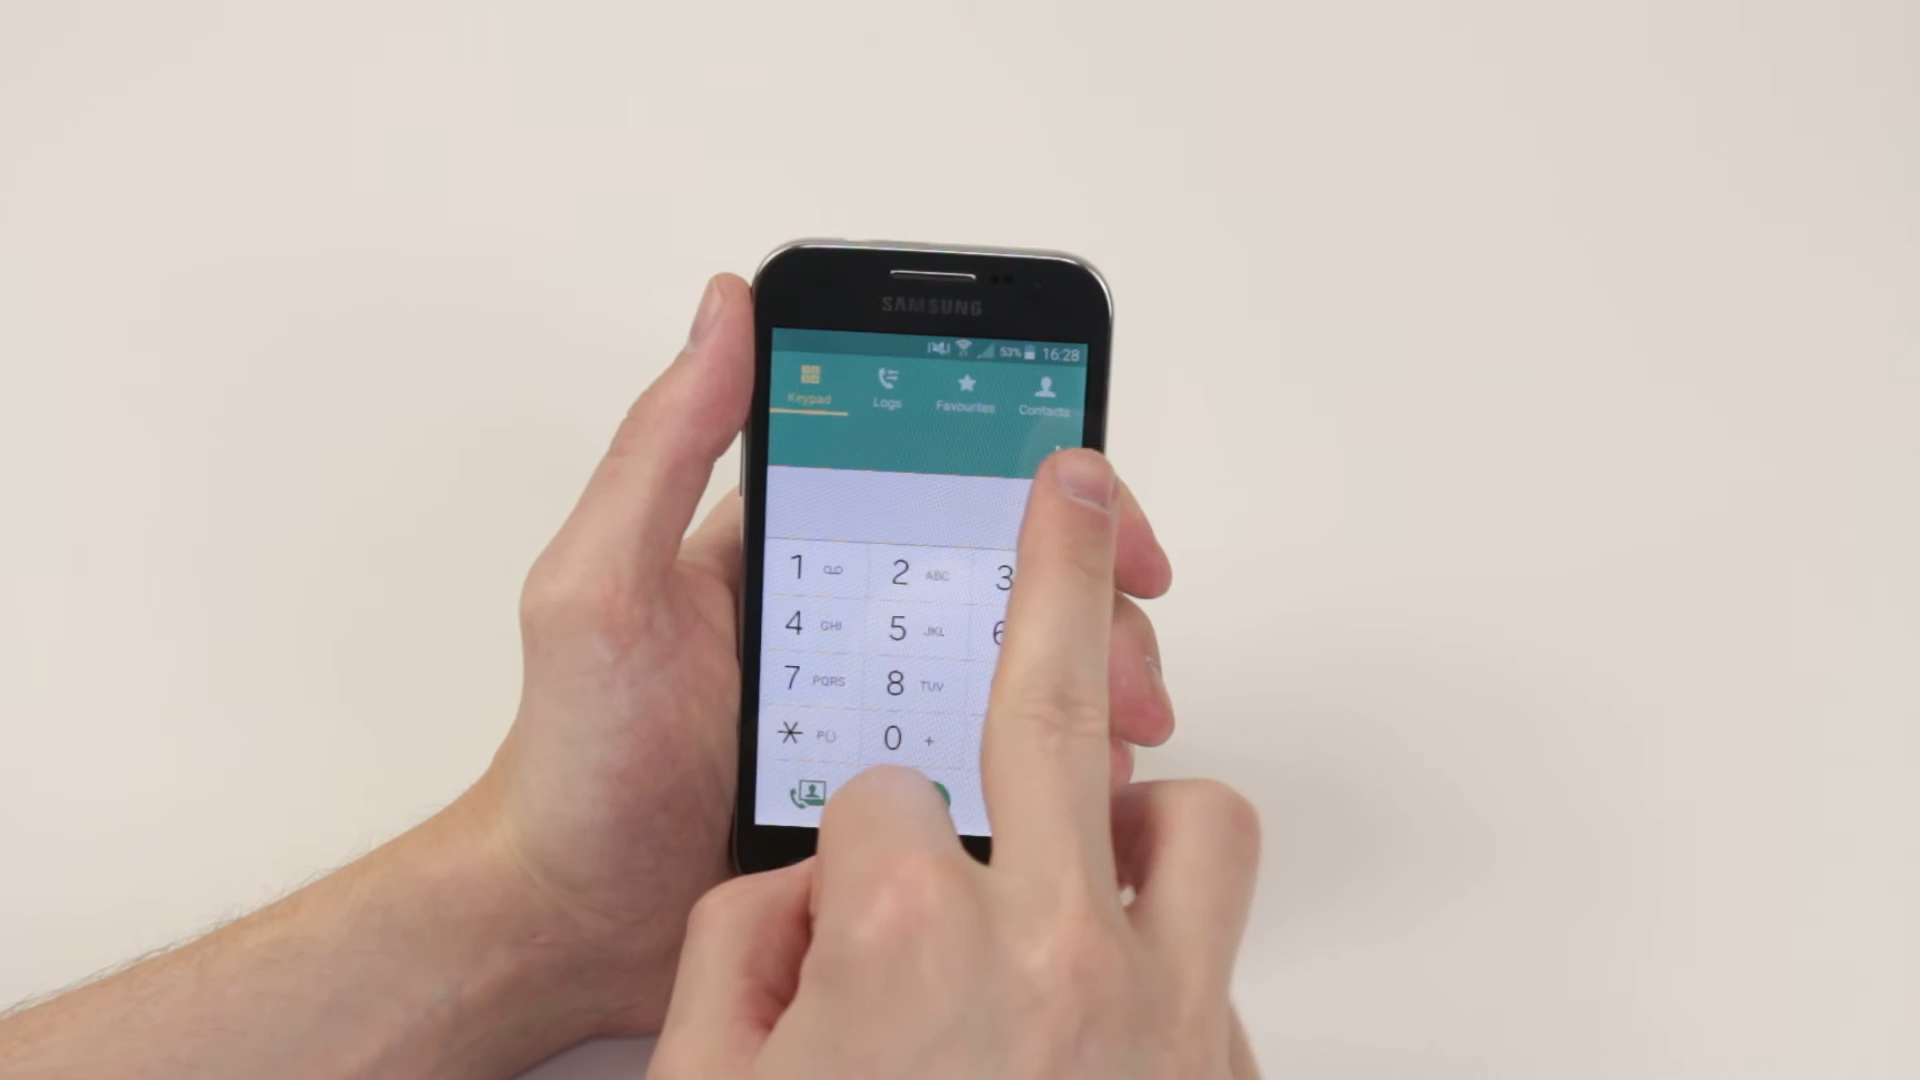 SAMSUNG
53% 16:28
Keypad Logs Favourites Contacts
1 2 ABC 3
4 GHI 5 JKL 6
7 PQRS 8 TUV
* 0 +